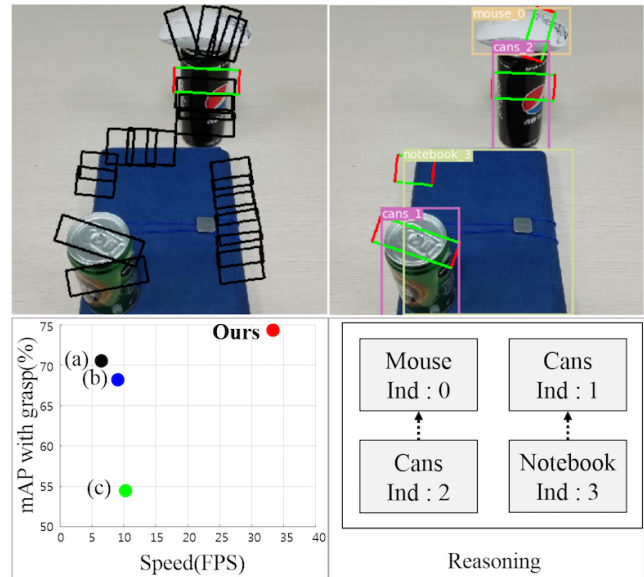 mouse_0
cans_2
notebook_3
cans_1
mAP with grasp(%)
75
70
65
60
55
50
(a)
(b)
(c)
Ours
0 5 10 15 20 25 30 35 40
Speed(FPS)
Mouse
Ind : 0
Cans
Ind : 1
Cans
Ind : 2
Notebook
Ind : 3
Reasoning